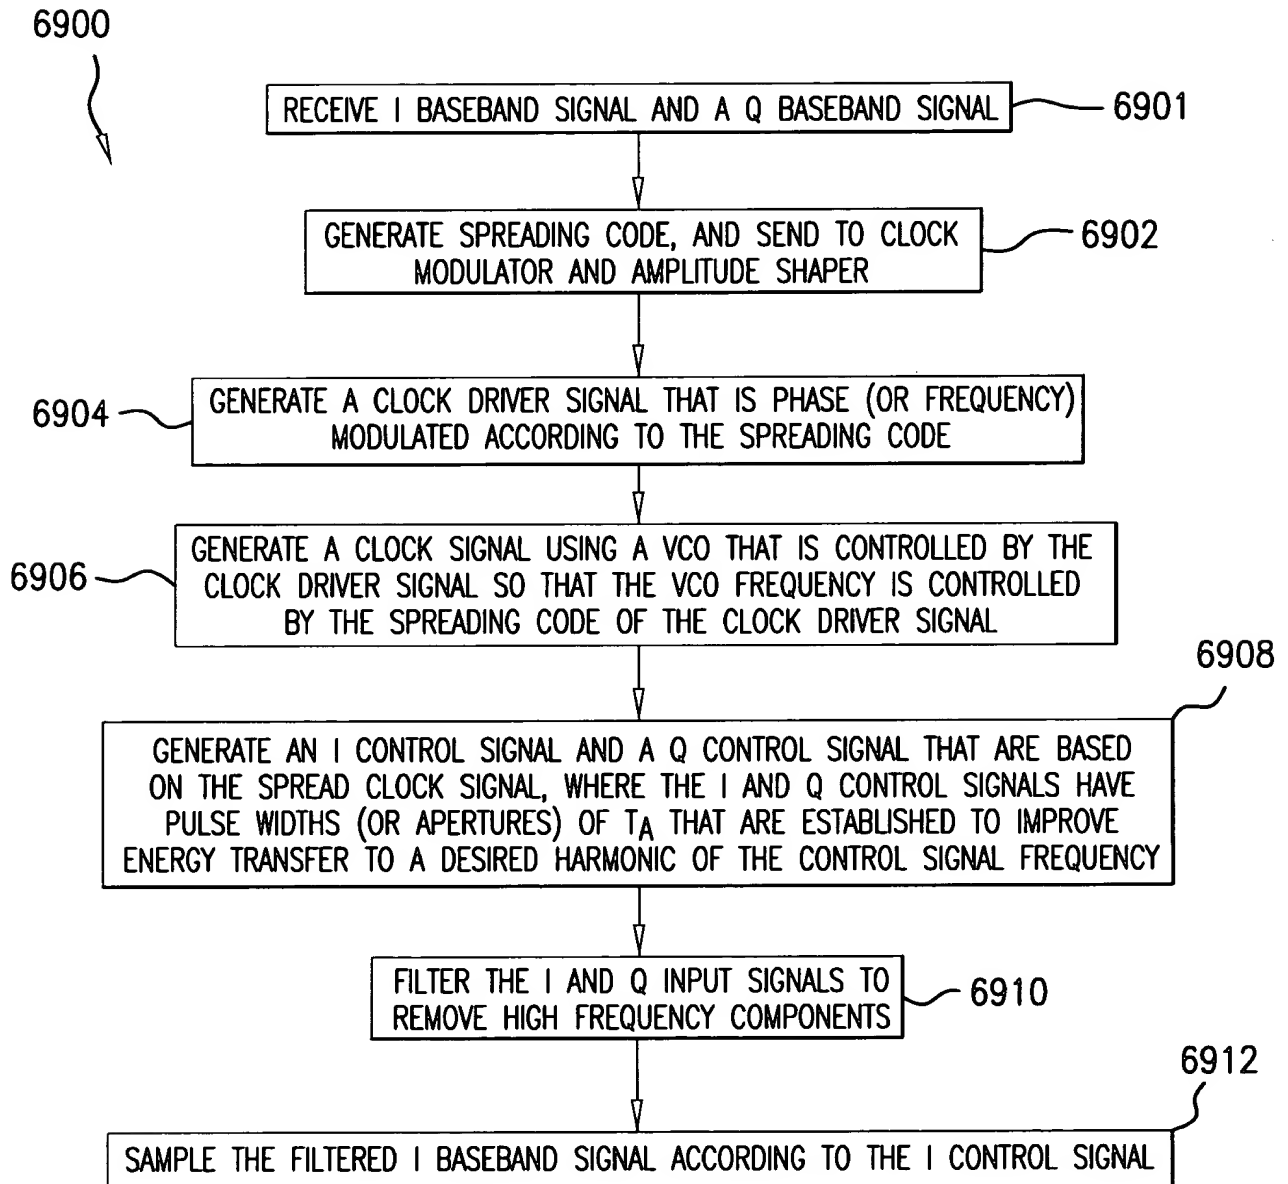 6900
RECEIVE I BASEBAND SIGNAL AND A Q BASEBAND SIGNAL
6901
GENERATE SPREADING CODE, AND SEND TO CLOCK
MODULATOR AND AMPLITUDE SHAPER
6902
GENERATE A CLOCK DRIVER SIGNAL THAT IS PHASE (OR FREQUENCY)
MODULATED ACCORDING TO THE SPREADING CODE
6904
GENERATE A CLOCK SIGNAL USING A VCO THAT IS CONTROLLED BY THE
CLOCK DRIVER SIGNAL SO THAT THE VCO FREQUENCY IS CONTROLLED
BY THE SPREADING CODE OF THE CLOCK DRIVER SIGNAL
6906
6908
GENERATE AN I CONTROL SIGNAL AND A Q CONTROL SIGNAL THAT ARE BASED
ON THE SPREAD CLOCK SIGNAL, WHERE THE I AND Q CONTROL SIGNALS HAVE
PULSE WIDTHS (OR APERTURES) OF TA THAT ARE ESTABLISHED TO IMPROVE
ENERGY TRANSFER TO A DESIRED HARMONIC OF THE CONTROL SIGNAL FREQUENCY
FILTER THE I AND Q INPUT SIGNALS TO
REMOVE HIGH FREQUENCY COMPONENTS
6910
6912
SAMPLE THE FILTERED I BASEBAND SIGNAL ACCORDING TO THE I CONTROL SIGNAL